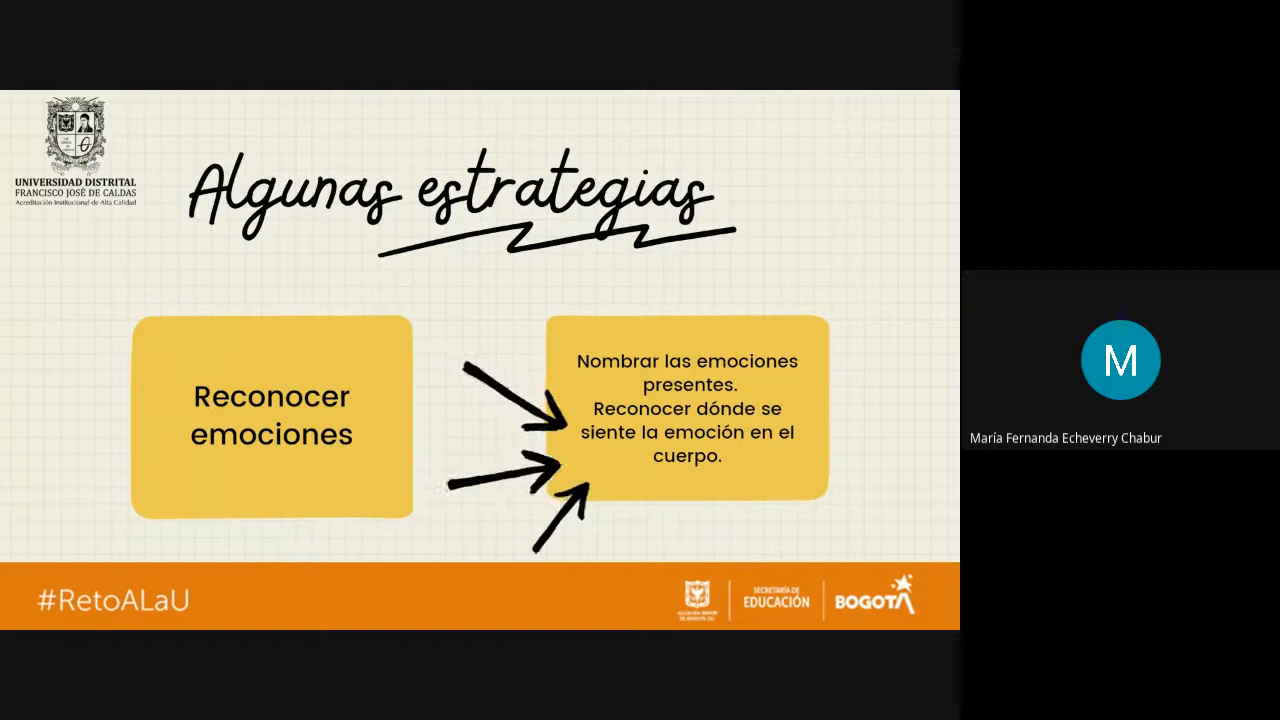 UNIVERSIDAD DISTRITAL
FRANCISCO JOSÉ DE CALDAS
Acreditación Institucional de Alta Calidad
Algunas estrategias
Reconocer
emociones
Nombrar las emociones
presentes.
Reconocer dónde se
siente la emoción en el
cuerpo.
M
María Fernanda Echeverry Chabur
#RetoALaU
SECRETARÍA DE
EDUCACIÓN
BOGOTÁ